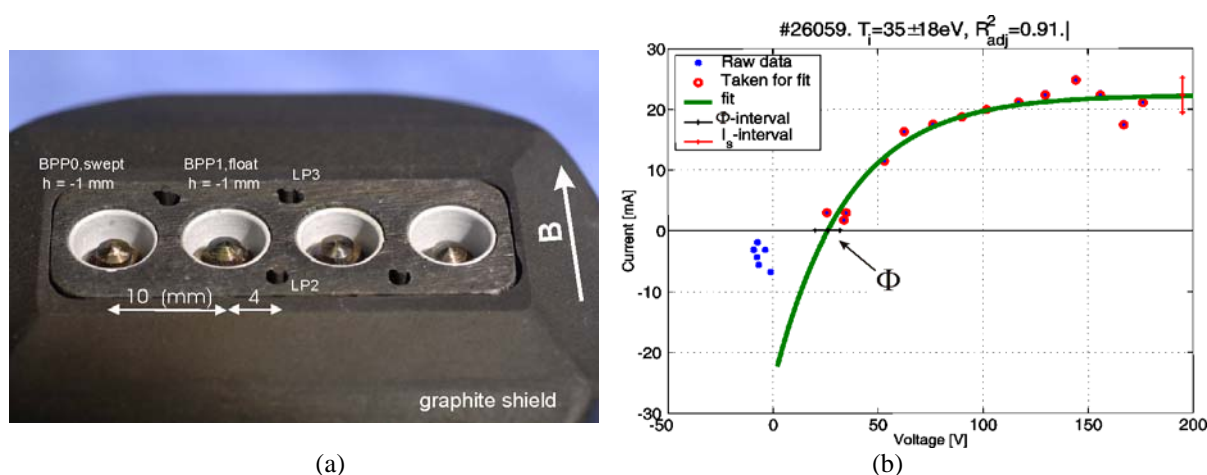 BPP0,swept
h = -1 mm
BPP1,float
h = -1 mm
LP3
B
LP2
10 (mm)
4
graphite shield
(a)
#26059. T_i=35±18eV, R²_adj=0.91.|
Raw data
Taken for fit
fit
Φ-interval
I_s-interval
Current [mA]
30
20
10
0
-10
-20
-30
Φ
-50
0
50
100
150
200
Voltage [V]
(b)